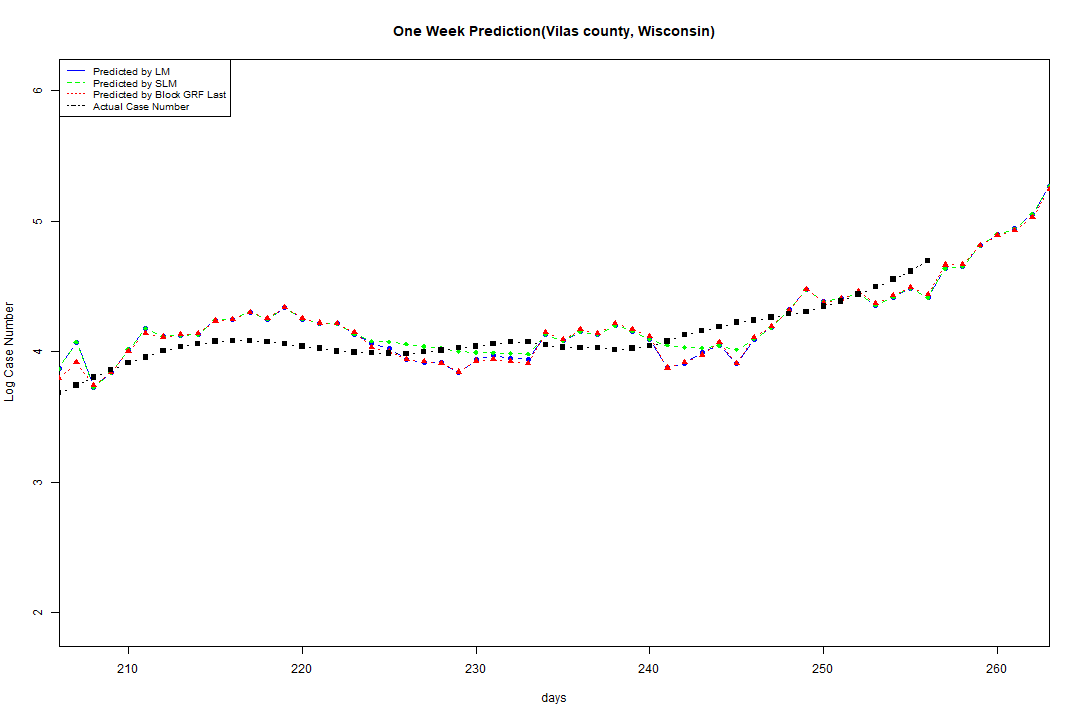 One Week Prediction(Vilas county, Wisconsin)
Predicted by LM
Predicted by SLM
Predicted by Block GRF Last
Actual Case Number
6
5
4
3
2
Log Case Number
210 220 230 240 250 260
days